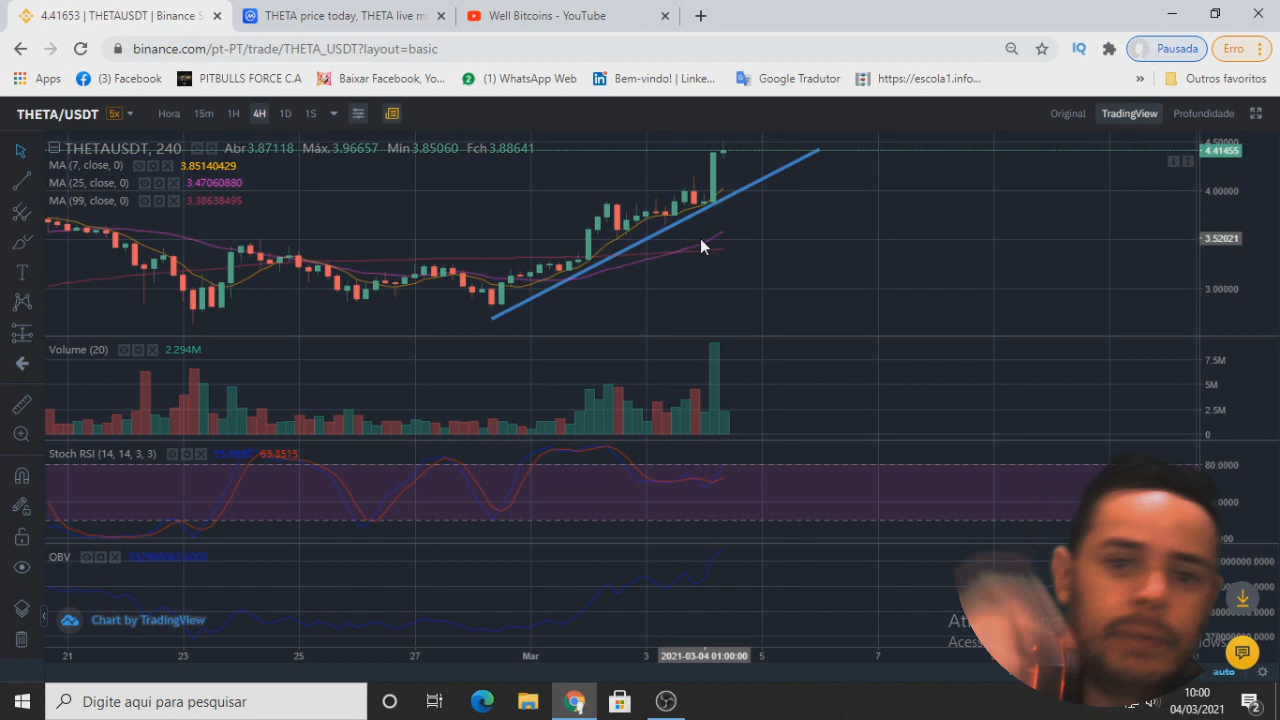 4.41653 | THETAUSDT | Binance S
THETA price today, THETA live m
Well Bitcoins - YouTube
binance.com/pt-PT/trade/THETA_USDT?layout=basic
Pausada
Erro
Apps
(3) Facebook
PITBULLS FORCE C.A
Baixar Facebook, Yo...
(1) WhatsApp Web
Bem-vindo! | Linke...
Google Tradutor
https://escola1.info...
»
Outros favoritos
THETA/USDT 5x Hora 15m 1H 4H 1D 1S Original TradingView Profundidade
THETAUSDT, 240 Abr 3.87118 Máx. 3.96657 Min 3.85060 Fch 3.88641
MA (7, close, 0) 3.85140429
MA (25, close, 0) 3.47060880
MA (99, close, 0) 3.38638495
4.50000
4.41455
4.00000
3.52021
3.00000
Volume (20) 2.294M
7.5M
5M
2.5M
0
Stoch RSI (14, 14, 3, 3) 63.3515
80.0000
OBV
Chart by TradingView
21 23 25 27 Mar 3 2021-03-04 01:00:00 5 7
auto
Digite aqui para pesquisar
10:00
04/03/2021
2